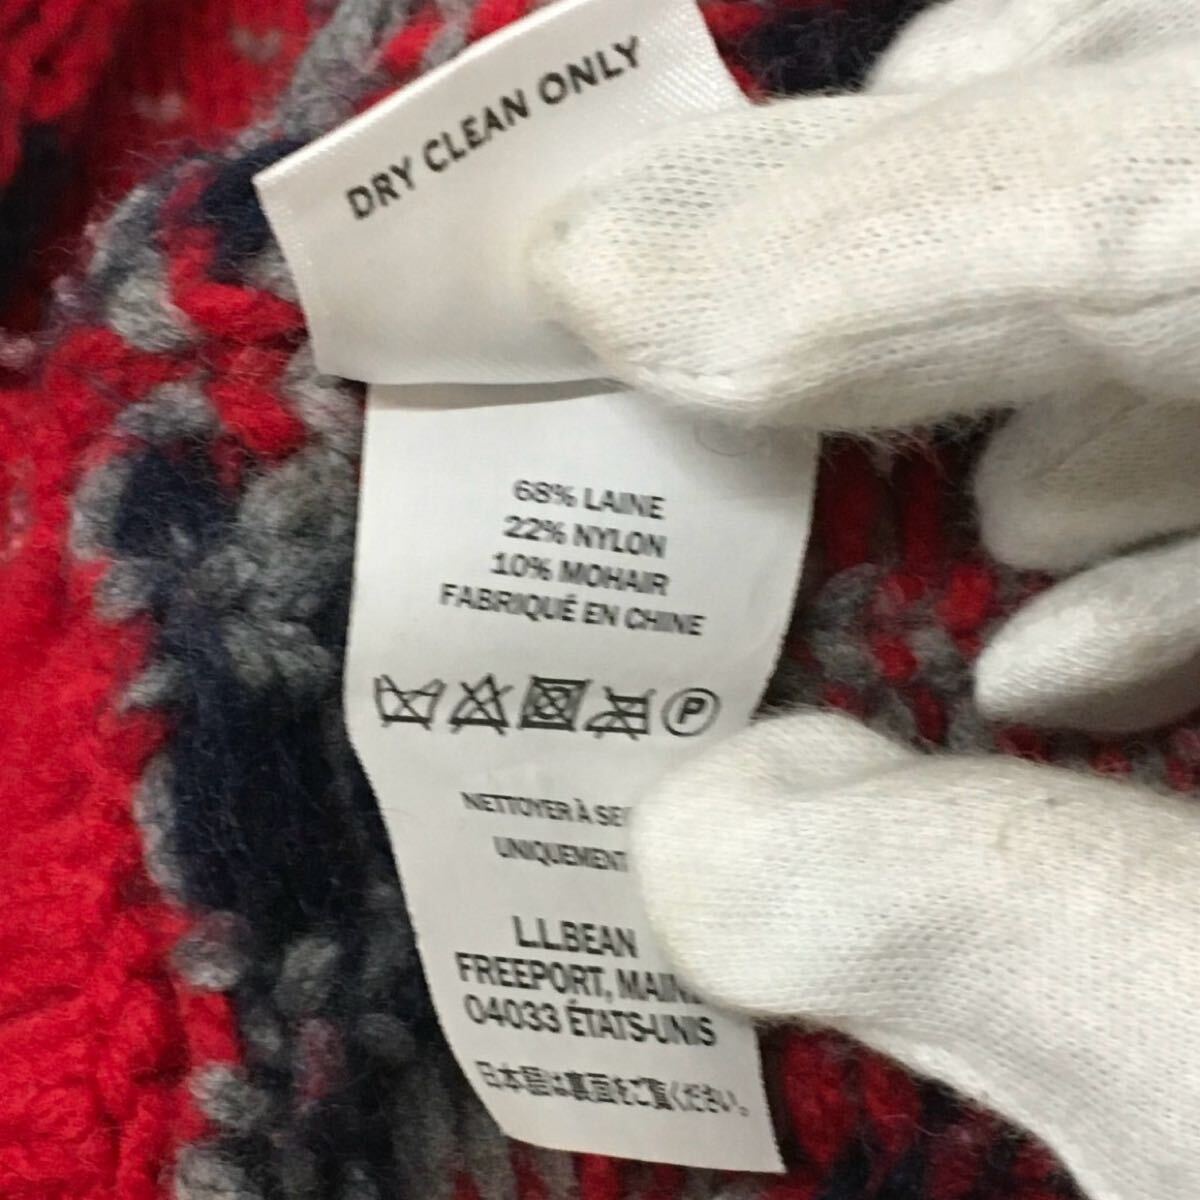 DRY CLEAN ONLY
68% LAINE
22% NYLON
10% MOHAIR
FABRIQUÉ EN CHINE
P
NETTOYER À
UNIQUEMENT
L.L.BEAN
FREEPORT,
04033 ÉTATS-UNIS
日本語は裏面をご覧ください。